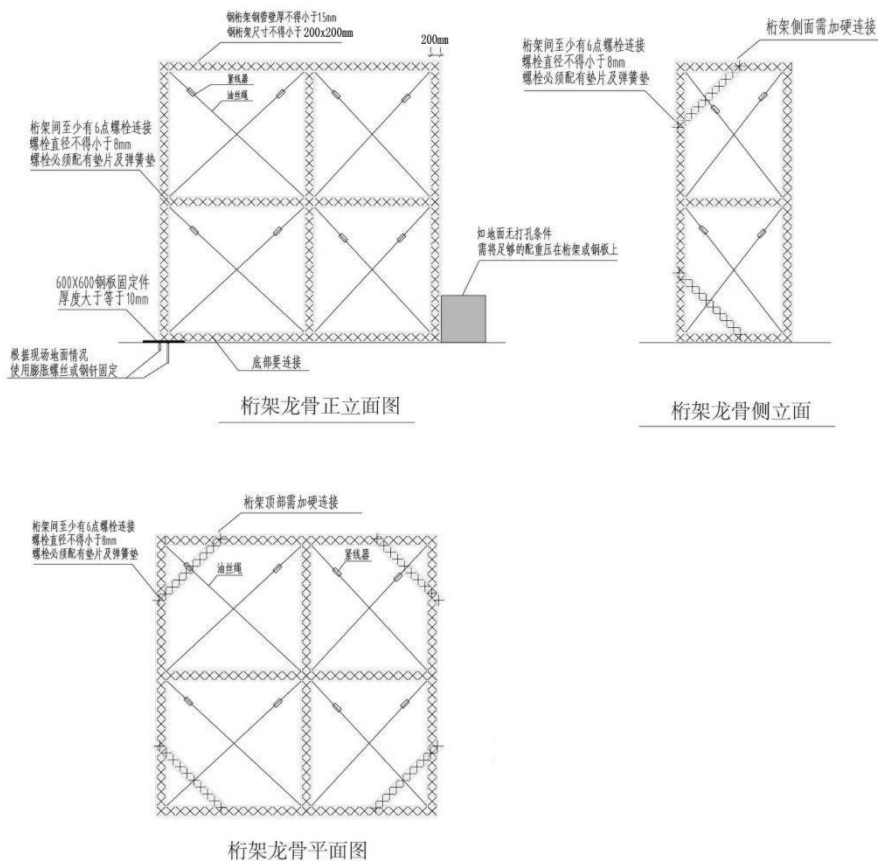 钢桁架钢管壁厚不得小于15mm
钢桁架尺寸不得小于200x200mm
200mm
紧线器
油丝绳
桁架间至少有6点螺栓连接
螺栓直径不得小于8mm
螺栓必须配有垫片及弹簧垫
如地面无打孔条件
需将足够的配重压在桁架或钢板上
600X600钢板固定件
厚度大于等于10mm
根据现场地面情况
使用膨胀螺丝或钢钎固定
底部要连接
桁架龙骨正立面图
桁架侧面需加硬连接
桁架间至少有6点螺栓连接
螺栓直径不得小于8mm
螺栓必须配有垫片及弹簧垫
桁架龙骨侧立面
桁架顶部需加硬连接
桁架间至少有6点螺栓连接
螺栓直径不得小于8mm
螺栓必须配有垫片及弹簧垫
油丝绳
紧线器
桁架龙骨平面图